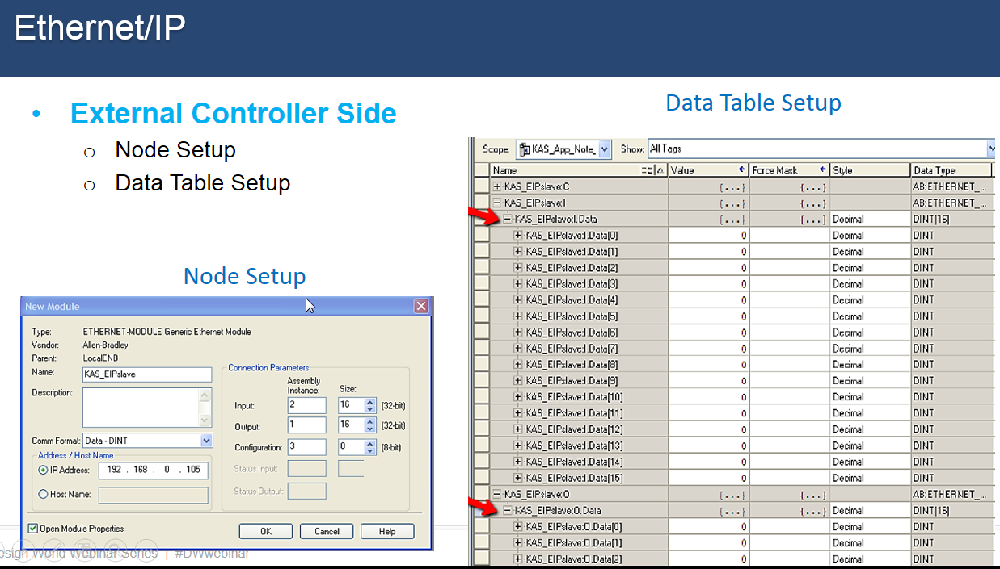 Ethernet/IP
• External Controller Side
o Node Setup
o Data Table Setup
Node Setup
New Module
Type: ETHERNET-MODULE Generic Ethernet Module
Vendor: Allen-Bradley
Parent: LocalENB
Name: KAS_EIPslave
Description:
Comm Format: Data - DINT
Address / Host Name
IP Address: 192 . 168 . 0 . 105
Host Name:
Connection Parameters
Assembly
Instance: Size:
Input: 2 16 (32-bit)
Output: 1 16 (32-bit)
Configuration: 3 0 (8-bit)
Status Input:
Status Output:
Open Module Properties
OK Cancel Help
esign World Webinar Series | #DWwebinar
Data Table Setup
Scope: KAS_App_Note_ Show: All Tags
Name Value Force Mask Style Data Type
KAS_EIPslave:C {...} {...} AB:ETHERNET_...
KAS_EIPslave:I {...} {...} AB:ETHERNET_...
KAS_EIPslave:I.Data {...} {...} Decimal DINT[16]
KAS_EIPslave:I.Data[0] 0 Decimal DINT
KAS_EIPslave:I.Data[1] 0 Decimal DINT
KAS_EIPslave:I.Data[2] 0 Decimal DINT
KAS_EIPslave:I.Data[3] 0 Decimal DINT
KAS_EIPslave:I.Data[4] 0 Decimal DINT
KAS_EIPslave:I.Data[5] 0 Decimal DINT
KAS_EIPslave:I.Data[6] 0 Decimal DINT
KAS_EIPslave:I.Data[7] 0 Decimal DINT
KAS_EIPslave:I.Data[8] 0 Decimal DINT
KAS_EIPslave:I.Data[9] 0 Decimal DINT
KAS_EIPslave:I.Data[10] 0 Decimal DINT
KAS_EIPslave:I.Data[11] 0 Decimal DINT
KAS_EIPslave:I.Data[12] 0 Decimal DINT
KAS_EIPslave:I.Data[13] 0 Decimal DINT
KAS_EIPslave:I.Data[14] 0 Decimal DINT
KAS_EIPslave:I.Data[15] 0 Decimal DINT
KAS_EIPslave:O {...} {...} AB:ETHERNET_...
KAS_EIPslave:O.Data {...} {...} Decimal DINT[16]
KAS_EIPslave:O.Data[0] 0 Decimal DINT
KAS_EIPslave:O.Data[1] 0 Decimal DINT
KAS_EIPslave:O.Data[2] 0 Decimal DINT